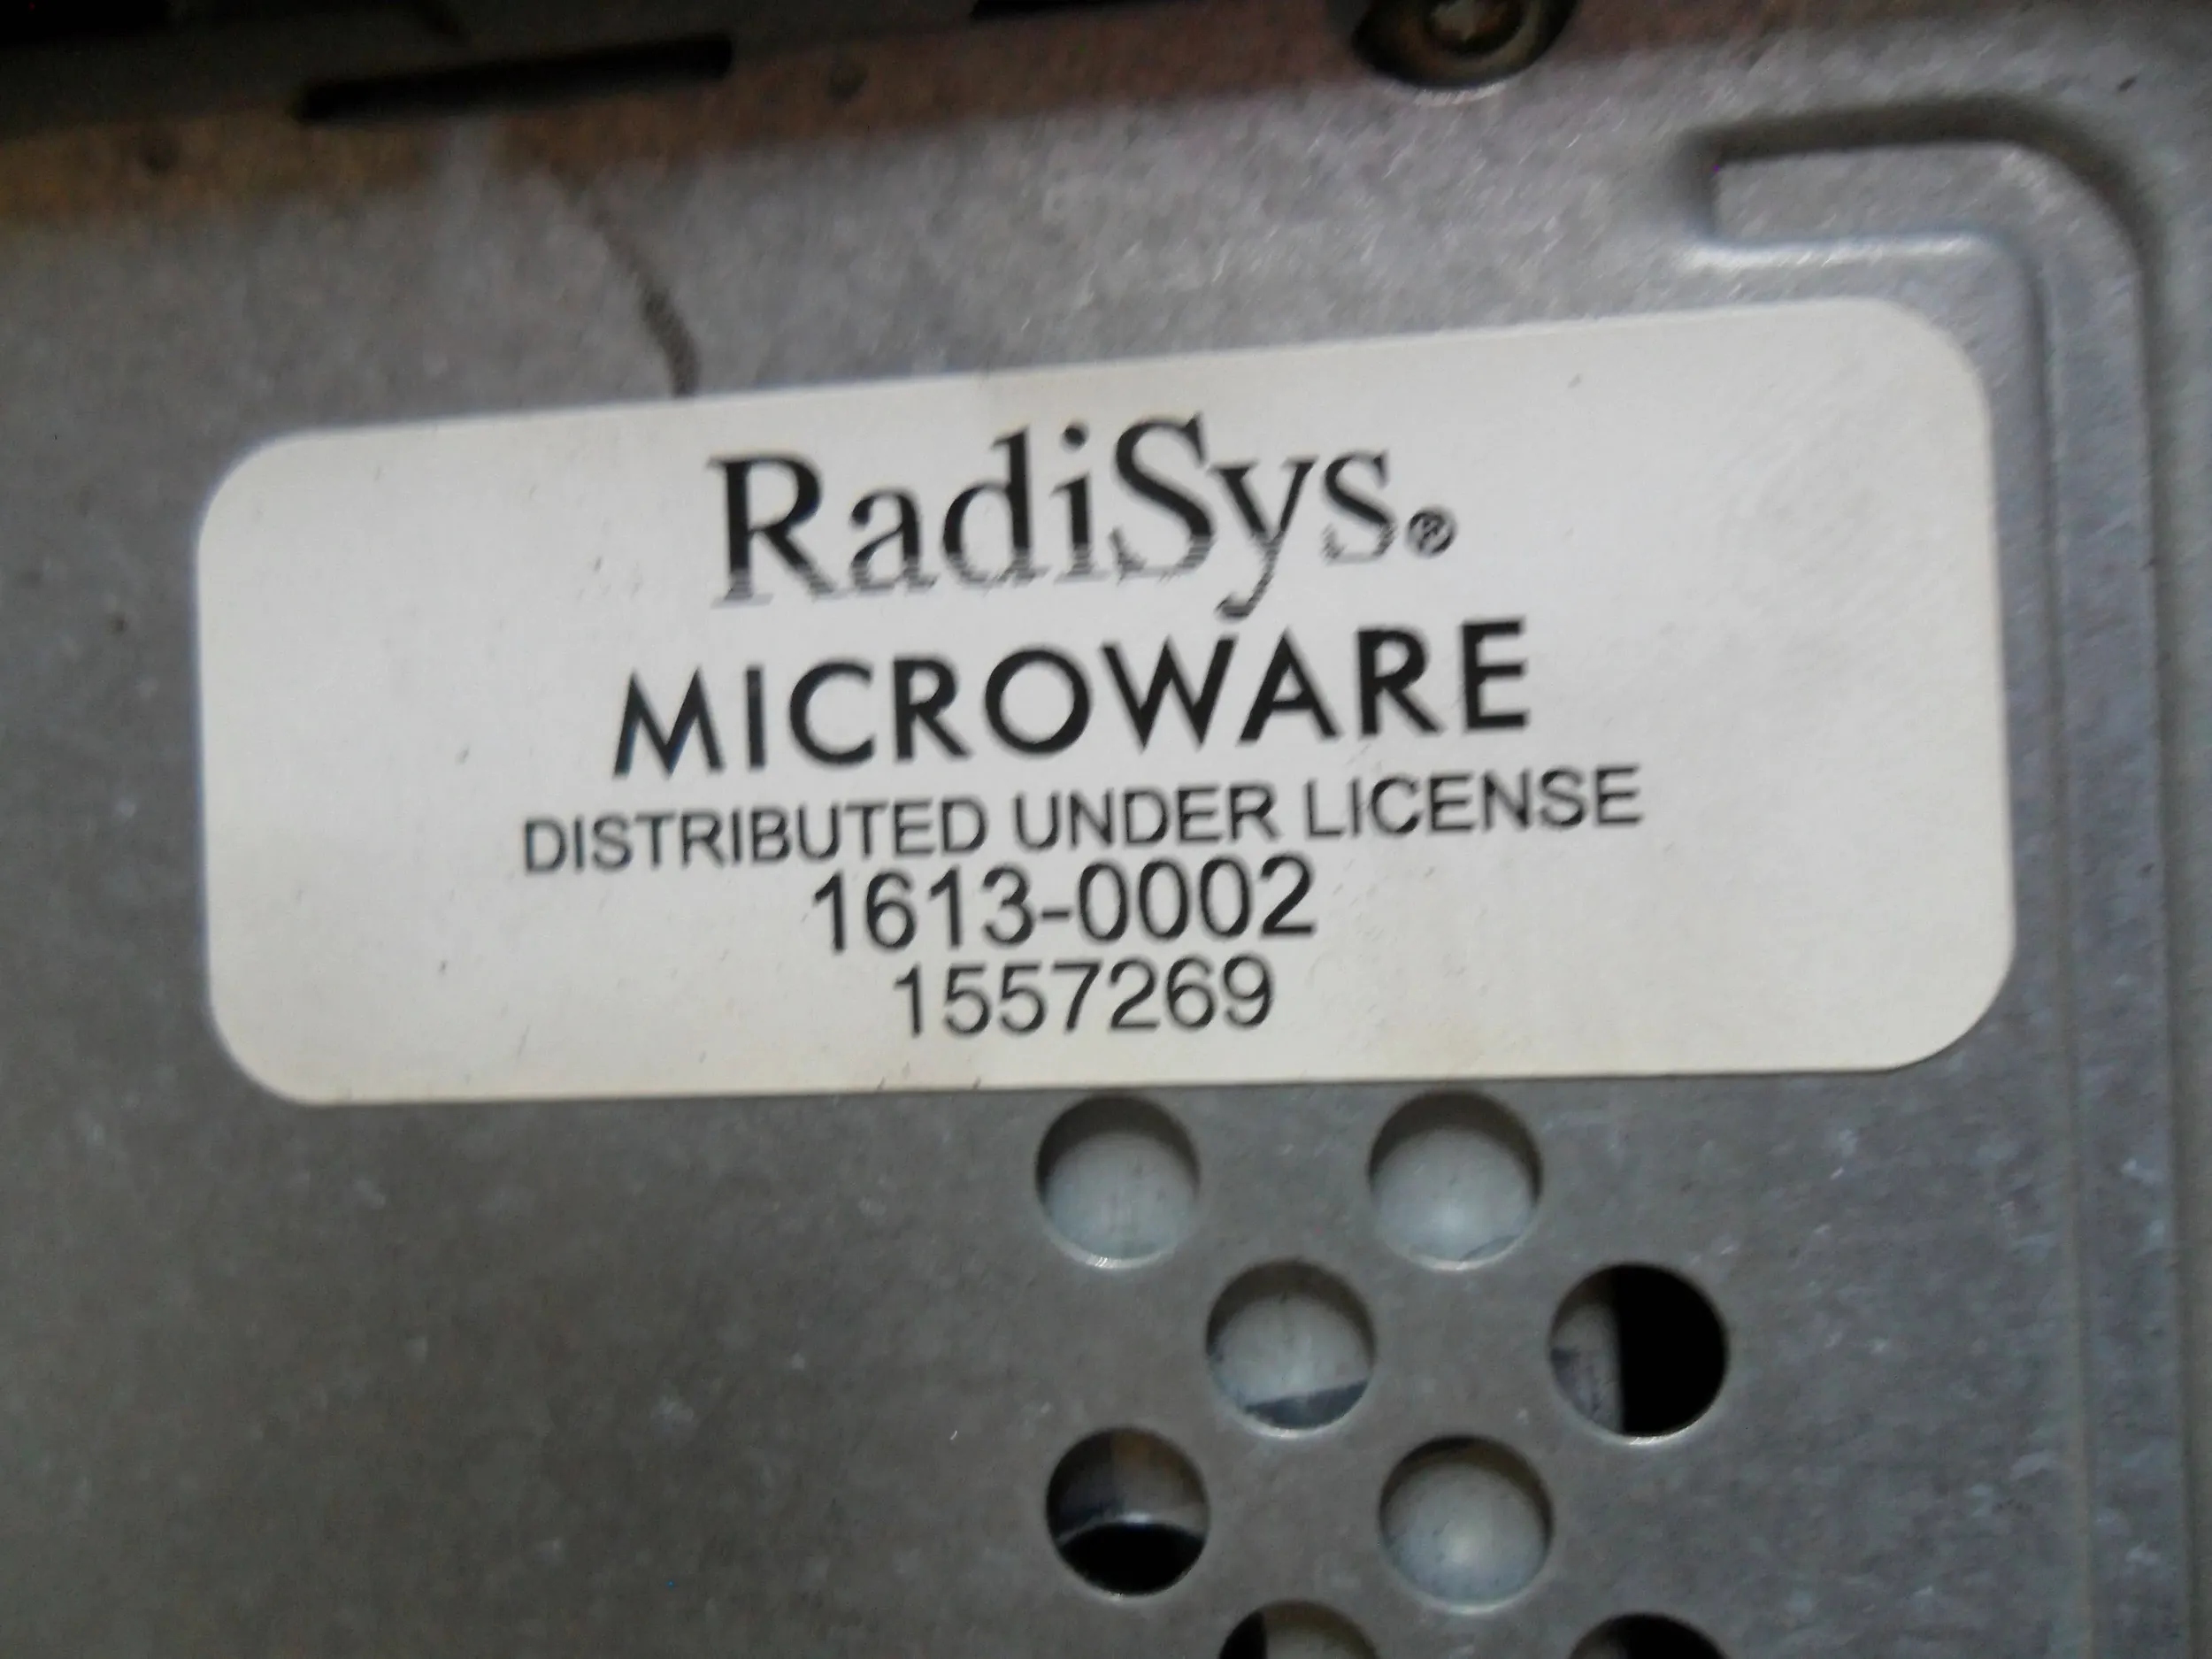 RadiSys®
MICROWARE
DISTRIBUTED UNDER LICENSE
1613-0002
1557269